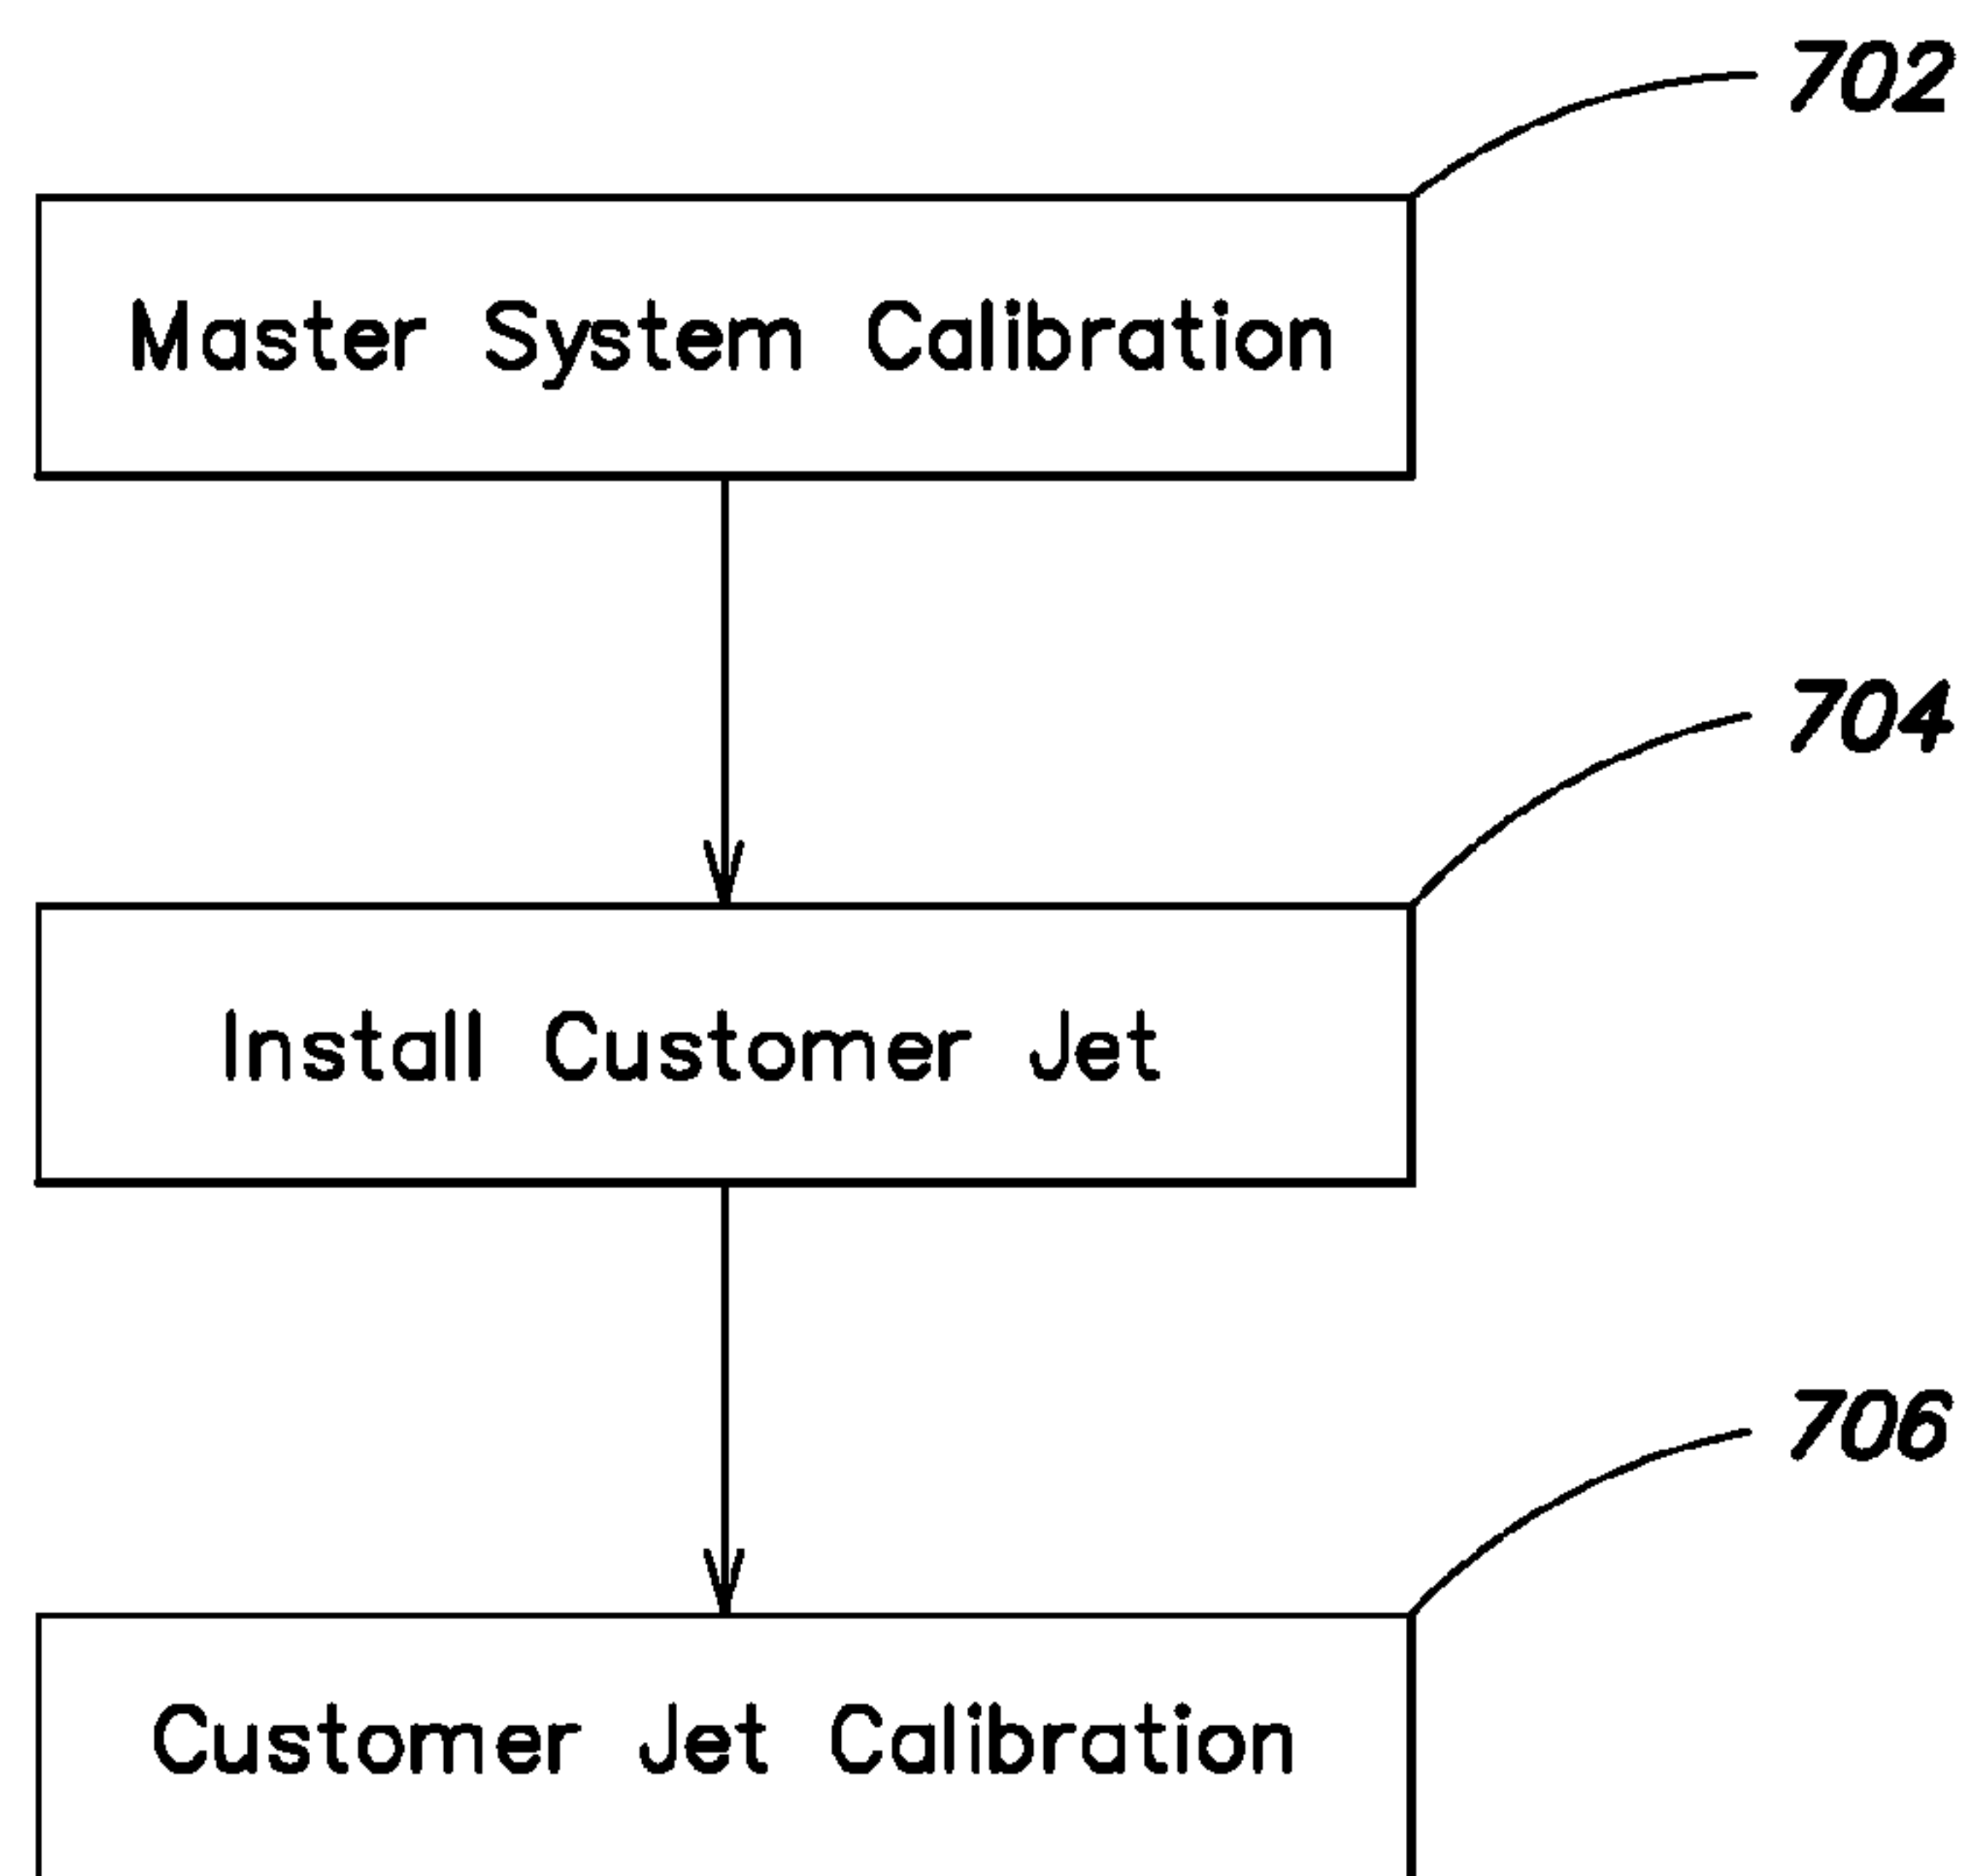 702
Master System Calibration
704
Install Customer Jet
706
Customer Jet Calibration